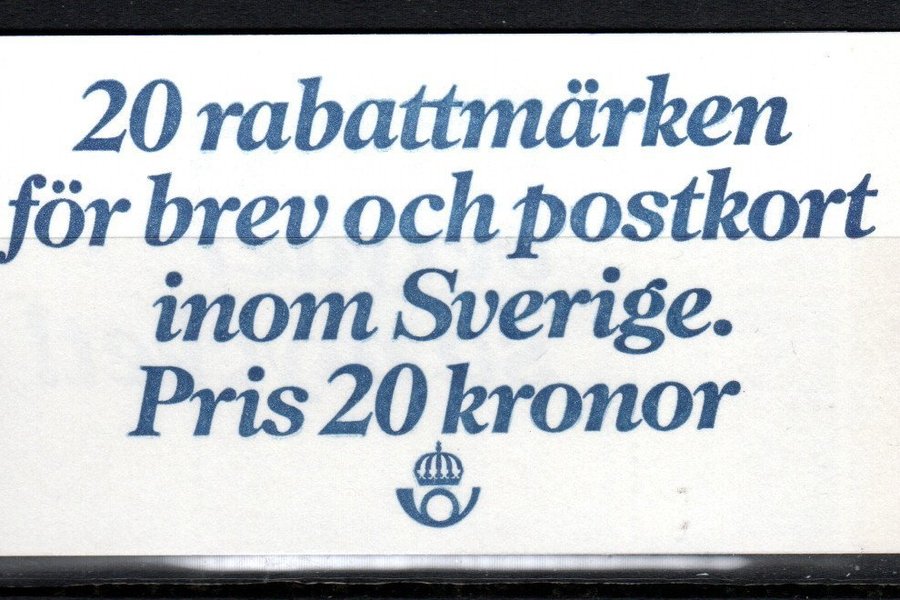 20 rabattmärken
för brev och postkort
inom Sverige.
Pris 20 kronor